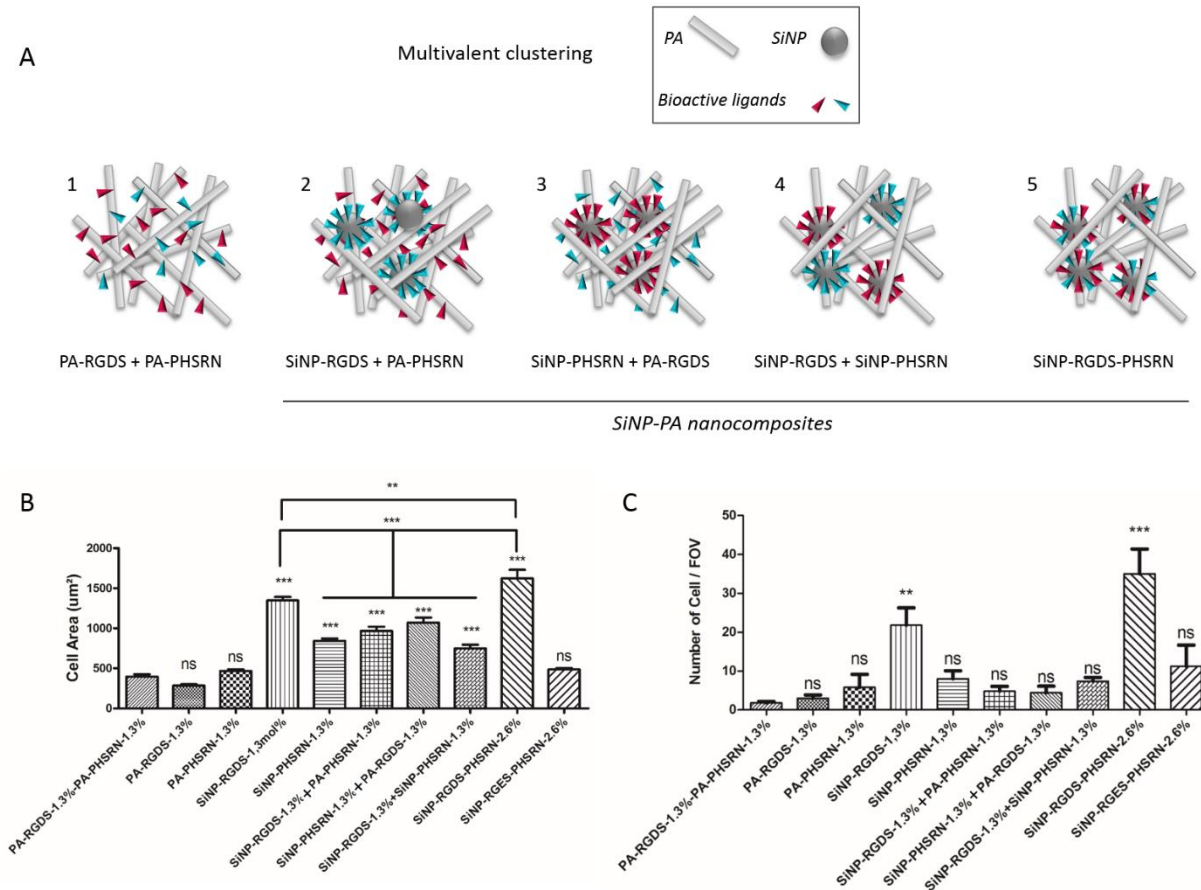 A
Multivalent clustering
PA
SiNP
Bioactive ligands
1
2
3
4
5
PA-RGDS + PA-PHSRN
SiNP-RGDS + PA-PHSRN
SiNP-PHSRN + PA-RGDS
SiNP-RGDS + SiNP-PHSRN
SiNP-RGDS-PHSRN
SiNP-PA nanocomposites
B
**
***
***
***
***
***
***
***
ns
ns
ns
Cell Area (um²)
2000
1500
1000
500
0
PA-RGDS-1.3%-PA-PHSRN-1.3%
PA-RGDS-1.3%
PA-PHSRN-1.3%
SiNP-RGDS-1,3mol%
SiNP-PHSRN-1.3%
SiNP-RGDS-1.3% + PA-PHSRN-1.3%
SiNP-PHSRN-1.3% + PA-RGDS-1.3%
SiNP-RGDS-1.3%+SiNP-PHSRN-1.3%
SiNP-RGDS-PHSRN-2.6%
SiNP-RGES-PHSRN-2.6%
C
Number of Cell / FOV
50
40
30
20
10
0
ns
ns
**
ns
ns
ns
ns
***
ns
PA-RGDS-1.3%-PA-PHSRN-1.3%
PA-RGDS-1.3%
PA-PHSRN-1.3%
SiNP-RGDS-1,3%
SiNP-PHSRN-1,3%
SiNP-RGDS-1.3% + PA-PHSRN-1.3%
SiNP-PHSRN-1.3% + PA-RGDS-1.3%
SiNP-RGDS-1.3%+SiNP-PHSRN-1.3%
SiNP-RGDS-PHSRN-2.6%
SiNP-RGES-PHSRN-2.6%